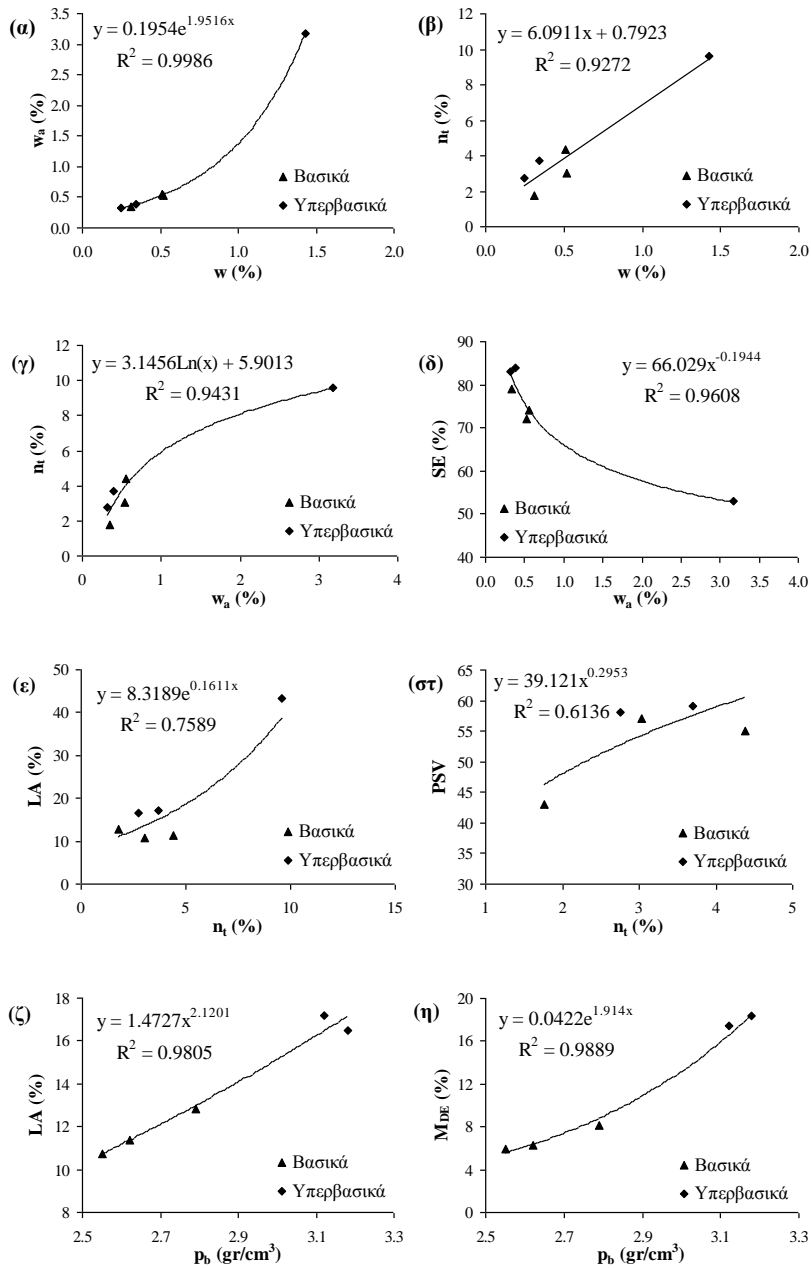 (α)
y = 0.1954e^1.9516x
R² = 0.9986
w_a (%)
3.5
3.0
2.5
2.0
1.5
1.0
0.5
0.0
▲ Βασικά
◆ Υπερβασικά
0.0 0.5 1.0 1.5 2.0
w (%)
(β)
y = 6.0911x + 0.7923
R² = 0.9272
n_t (%)
12
10
8
6
4
2
0
▲ Βασικά
◆ Υπερβασικά
0.0 0.5 1.0 1.5 2.0
w (%)
(γ)
y = 3.1456Ln(x) + 5.9013
R² = 0.9431
n_t (%)
12
10
8
6
4
2
0
▲ Βασικά
◆ Υπερβασικά
0 1 2 3 4
w_a (%)
(δ)
y = 66.029x^-0.1944
R² = 0.9608
SE (%)
90
80
70
60
50
40
▲ Βασικά
◆ Υπερβασικά
0.0 0.5 1.0 1.5 2.0 2.5 3.0 3.5 4.0
w_a (%)
(ε)
y = 8.3189e^0.1611x
R² = 0.7589
LA (%)
50
40
30
20
10
0
▲ Βασικά
◆ Υπερβασικά
0 5 10 15
n_t (%)
(στ)
y = 39.121x^0.2953
R² = 0.6136
PSV
65
60
55
50
45
40
35
30
▲ Βασικά
◆ Υπερβασικά
1 2 3 4 5
n_t (%)
(ζ)
y = 1.4727x^2.1201
R² = 0.9805
LA (%)
18
16
14
12
10
8
▲ Βασικά
◆ Υπερβασικά
2.5 2.7 2.9 3.1 3.3
p_b (gr/cm³)
(η)
y = 0.0422e^1.914x
R² = 0.9889
M_DE (%)
20
16
12
8
4
0
▲ Βασικά
◆ Υπερβασικά
2.5 2.7 2.9 3.1 3.3
p_b (gr/cm³)